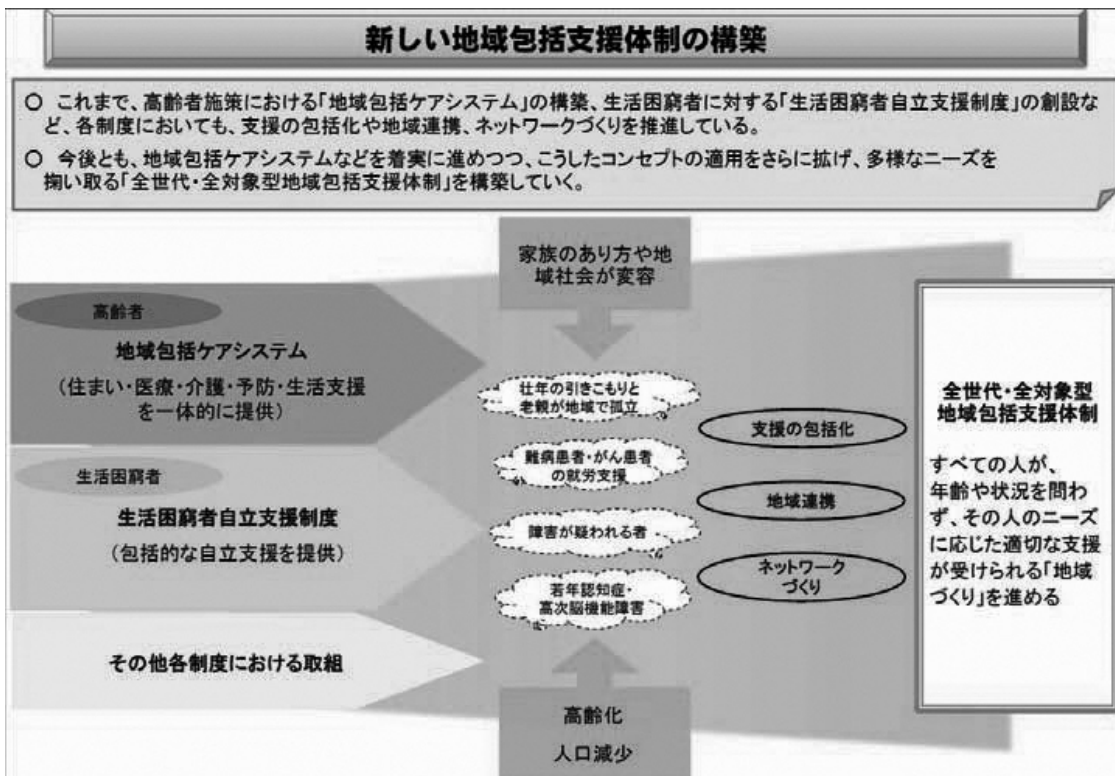 新しい地域包括支援体制の構築
○ これまで、高齢者施策における「地域包括ケアシステム」の構築、生活困窮者に対する「生活困窮者自立支援制度」の創設な
ど、各制度においても、支援の包括化や地域連携、ネットワークづくりを推進している。
○ 今後とも、地域包括ケアシステムなどを着実に進めつつ、こうしたコンセプトの適用をさらに拡げ、多様なニーズを
掬い取る「全世代・全対象型地域包括支援体制」を構築していく。
家族のあり方や地
域社会が変容
高齢者
地域包括ケアシステム
（住まい・医療・介護・予防・生活支援
を一体的に提供）
生活困窮者
生活困窮者自立支援制度
（包括的な自立支援を提供）
その他各制度における取組
壮年の引きこもりと
老親が地域で孤立
難病患者・がん患者
の就労支援
障害が疑われる者
若年認知症・
高次脳機能障害
高齢化
人口減少
支援の包括化
地域連携
ネットワーク
づくり
全世代・全対象型
地域包括支援体制
すべての人が、
年齢や状況を問わ
ず、その人のニーズ
に応じた適切な支援
が受けられる「地域
づくり」を進める